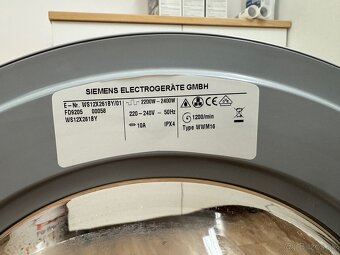 SIEMENS ELECTROGERÄTE GMBH
E-Nr. WS12X261BY/01
FD9205 00058
WS12X261BY
2200W-2400W
220-240V 50Hz
10A IPX4
1200/min
Type WWM16